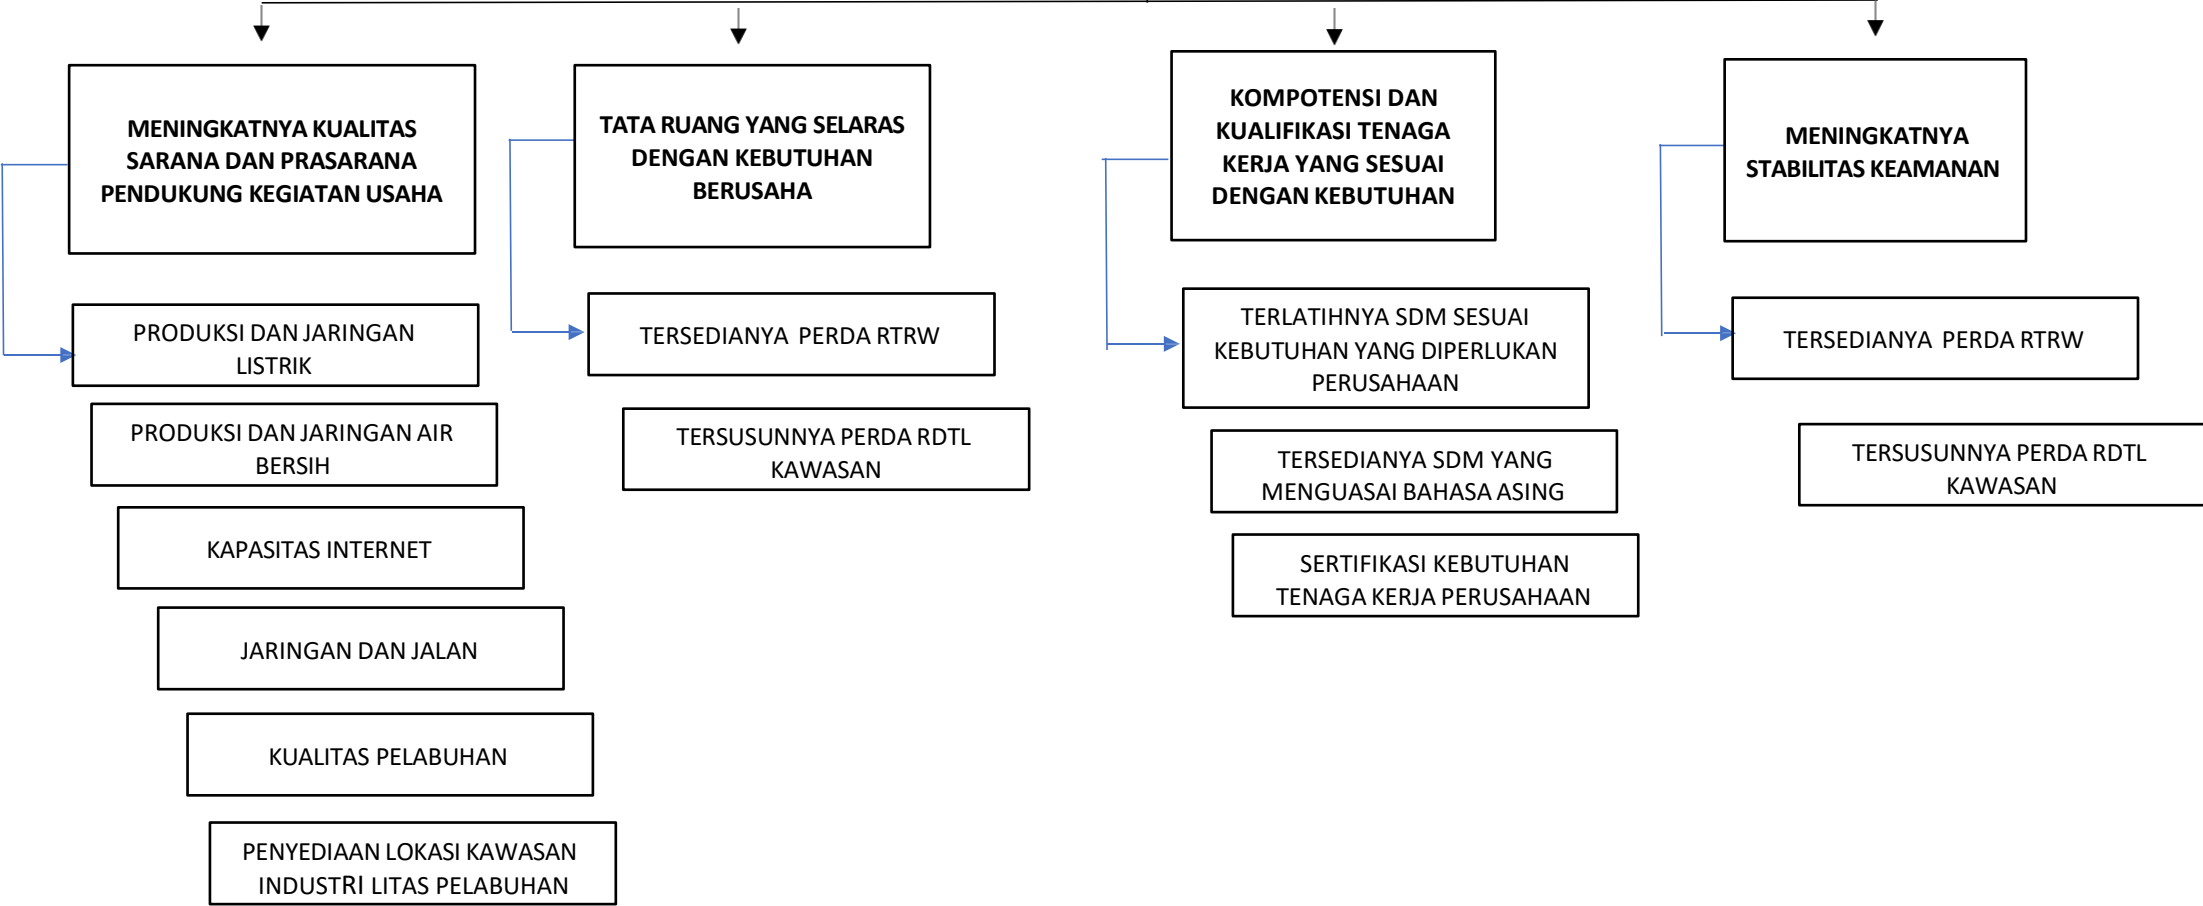 MENINGKATNYA KUALITAS
SARANA DAN PRASARANA
PENDUKUNG KEGIATAN USAHA
PRODUKSI DAN JARINGAN
LISTRIK
PRODUKSI DAN JARINGAN AIR
BERSIH
KAPASITAS INTERNET
JARINGAN DAN JALAN
KUALITAS PELABUHAN
PENYEDIAAN LOKASI KAWASAN
INDUSTRI LITAS PELABUHAN
TATA RUANG YANG SELARAS
DENGAN KEBUTUHAN
BERUSAHA
TERSEDIANYA PERDA RTRW
TERSUSUNNYA PERDA RDTL
KAWASAN
KOMPOTENSI DAN
KUALIFIKASI TENAGA
KERJA YANG SESUAI
DENGAN KEBUTUHAN
TERLATIHNYA SDM SESUAI
KEBUTUHAN YANG DIPERLUKAN
PERUSAHAAN
TERSEDIANYA SDM YANG
MENGUASAI BAHASA ASING
SERTIFIKASI KEBUTUHAN
TENAGA KERJA PERUSAHAAN
MENINGKATNYA
STABILITAS KEAMANAN
TERSEDIANYA PERDA RTRW
TERSUSUNNYA PERDA RDTL
KAWASAN